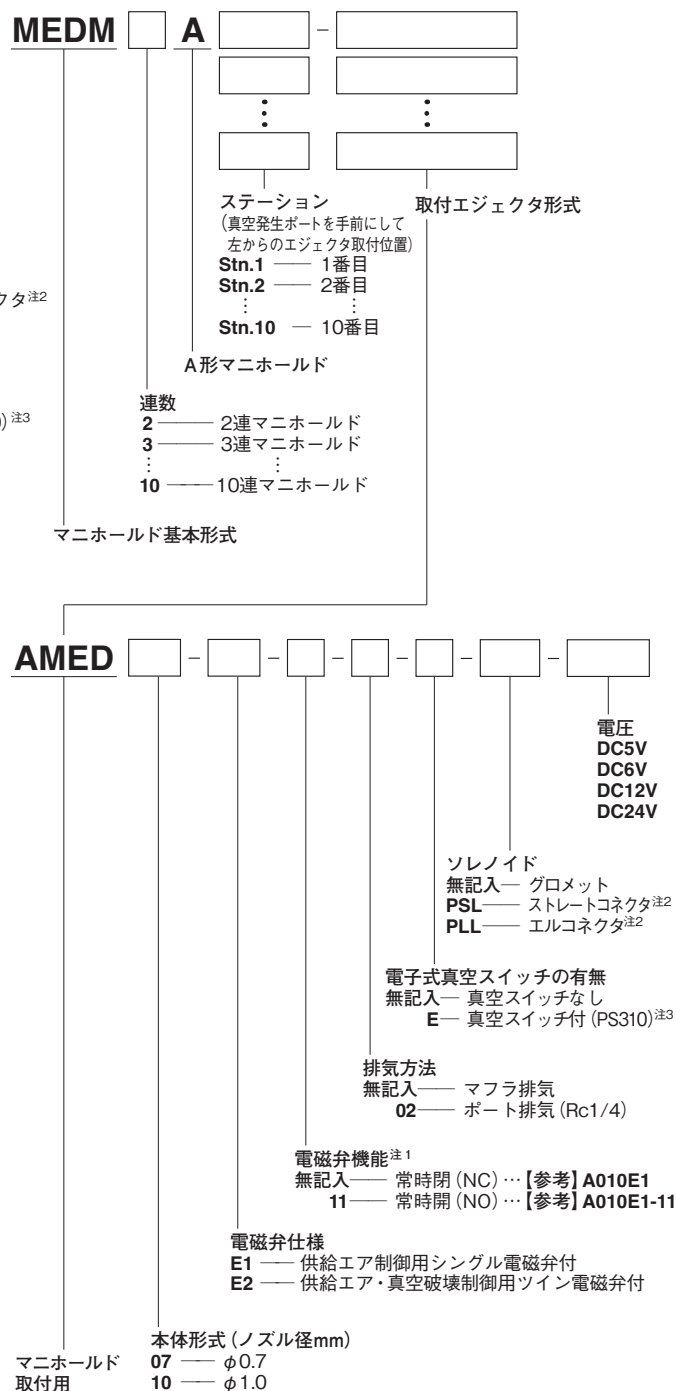 MEDM A －
ステーション
(真空発生ポートを手前にして
左からのエジェクタ取付位置)
Stn.1 —— 1番目
Stn.2 —— 2番目
⋮ ⋮
Stn.10 — 10番目
取付エジェクタ形式
クタ注2
A形マニホールド
連数
2 —— 2連マニホールド
) 注3
3 —— 3連マニホールド
⋮ ⋮
10 —— 10連マニホールド
マニホールド基本形式
AMED - - - - - -
電圧
DC5V
DC6V
DC12V
DC24V
ソレノイド
無記入— グロメット
PSL—— ストレートコネクタ注2
PLL—— エルコネクタ注2
電子式真空スイッチの有無
無記入— 真空スイッチなし
E— 真空スイッチ付 (PS310)注3
排気方法
無記入—— マフラ排気
02—— ポート排気 (Rc1/4)
電磁弁機能注1
無記入—— 常時閉 (NC) …【参考】A010E1
11—— 常時開 (NO) …【参考】A010E1-11
電磁弁仕様
E1 —— 供給エア制御用シングル電磁弁付
E2 —— 供給エア・真空破壊制御用ツイン電磁弁付
本体形式 (ノズル径mm)
07 —— φ0.7
10 —— φ1.0
マニホールド
取付用